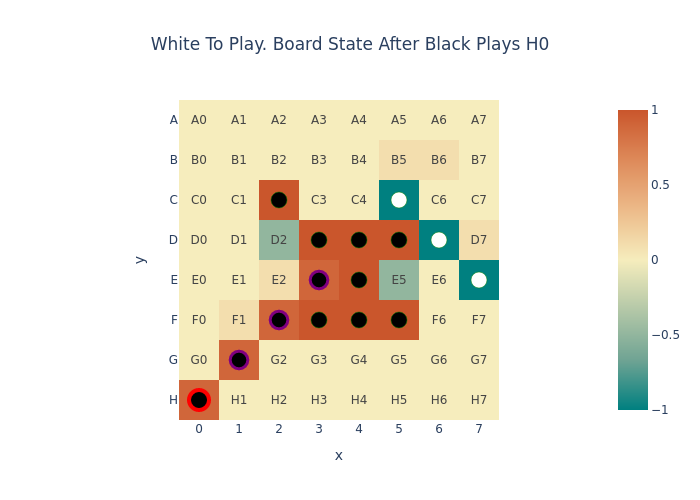 White To Play. Board State After Black Plays H0
A A0 A1 A2 A3 A4 A5 A6 A7
B B0 B1 B2 B3 B4 B5 B6 B7
C C0 C1 C3 C4 C6 C7
D D0 D1 D2 D7
E E0 E1 E2 E5 E6
F F0 F1 F6 F7
G G0 G2 G3 G4 G5 G6 G7
H H1 H2 H3 H4 H5 H6 H7
0 1 2 3 4 5 6 7
x
y
1
0.5
0
−0.5
−1